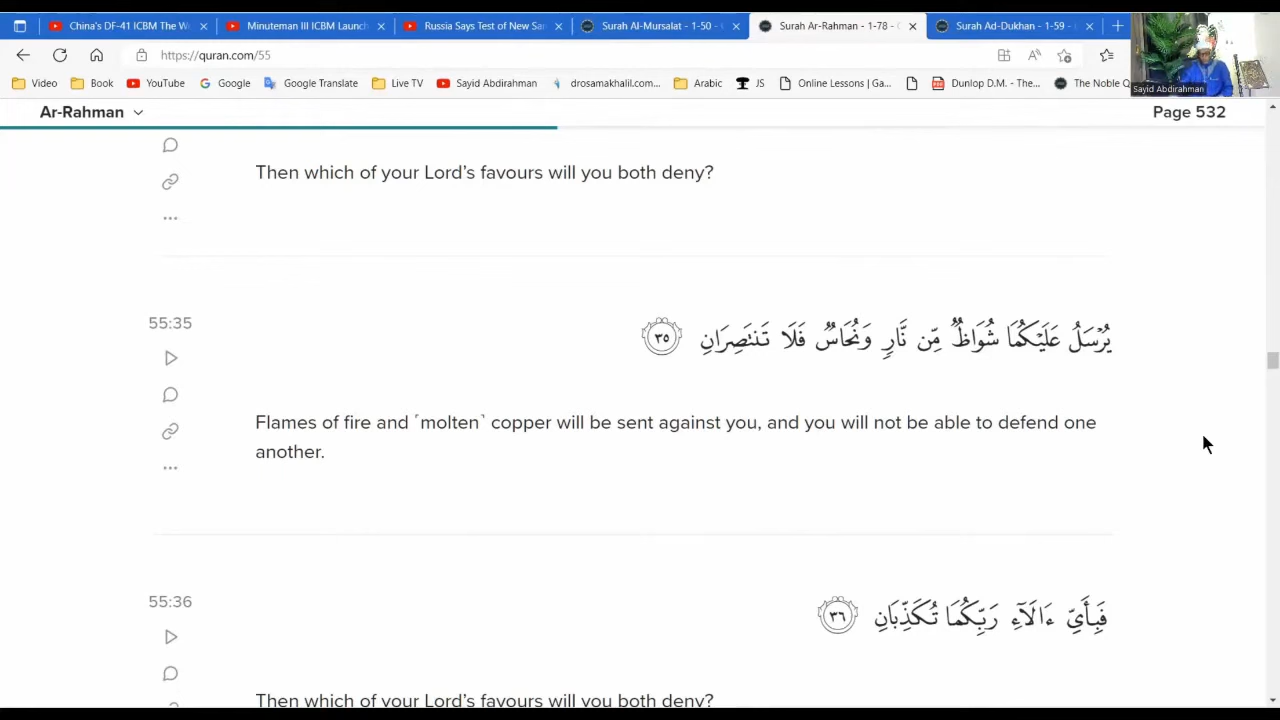 China's DF-41 ICBM The W
Minuteman III ICBM Launch
Russia Says Test of New Sar
Surah Al-Mursalat - 1-50 -
Surah Ar-Rahman - 1-78 -
Surah Ad-Dukhan - 1-59 -
https://quran.com/55
Video
Book
YouTube
Google
Google Translate
Live TV
Sayid Abdirahman
drosamakhalil.com...
Arabic
JS
Online Lessons | Ga...
Dunlop D.M. - The...
The Noble Q
Sayid Abdirahman
Ar-Rahman
Page 532
Then which of your Lord's favours will you both deny?
55:35
يُرْسَلُ عَلَيْكُمَا شُوَاظٌۭ مِّن نَّارٍۢ وَنُحَاسٌۭ فَلَا تَنتَصِرَانِ ٣٥
Flames of fire and ˹molten˺ copper will be sent against you, and you will not be able to defend one
another.
55:36
فَبِأَىِّ ءَالَآءِ رَبِّكُمَا تُكَذِّبَانِ ٣٦
Then which of your Lord's favours will you both deny?